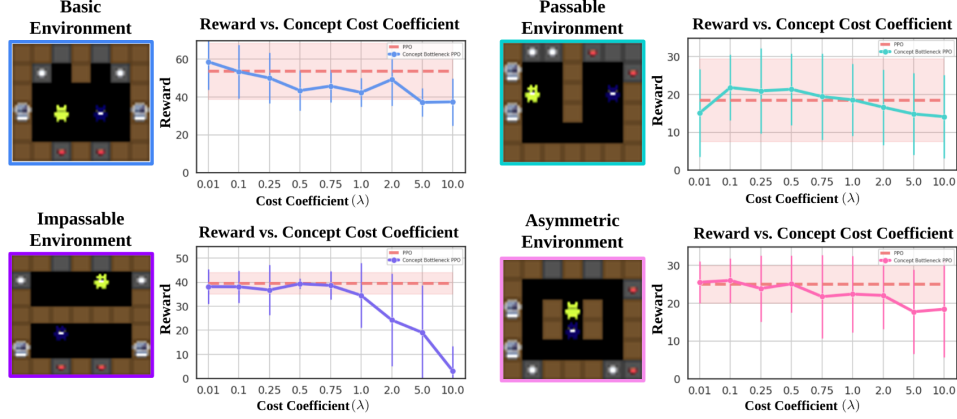 Basic
Environment
Reward vs. Concept Cost Coefficient
60
40
20
0
Reward
PPO
Concept Bottleneck PPO
0.01 0.1 0.25 0.5 0.75 1.0 2.0 5.0 10.0
Cost Coefficient (λ)
Passable
Environment
Reward vs. Concept Cost Coefficient
30
20
10
0
Reward
PPO
Concept Bottleneck PPO
0.01 0.1 0.25 0.5 0.75 1.0 2.0 5.0 10.0
Cost Coefficient (λ)
Impassable
Environment
Reward vs. Concept Cost Coefficient
50
40
30
20
10
0
Reward
PPO
Concept Bottleneck PPO
0.01 0.1 0.25 0.5 0.75 1.0 2.0 5.0 10.0
Cost Coefficient (λ)
Asymmetric
Environment
Reward vs. Concept Cost Coefficient
30
20
10
0
Reward
PPO
Concept Bottleneck PPO
0.01 0.1 0.25 0.5 0.75 1.0 2.0 5.0 10.0
Cost Coefficient (λ)